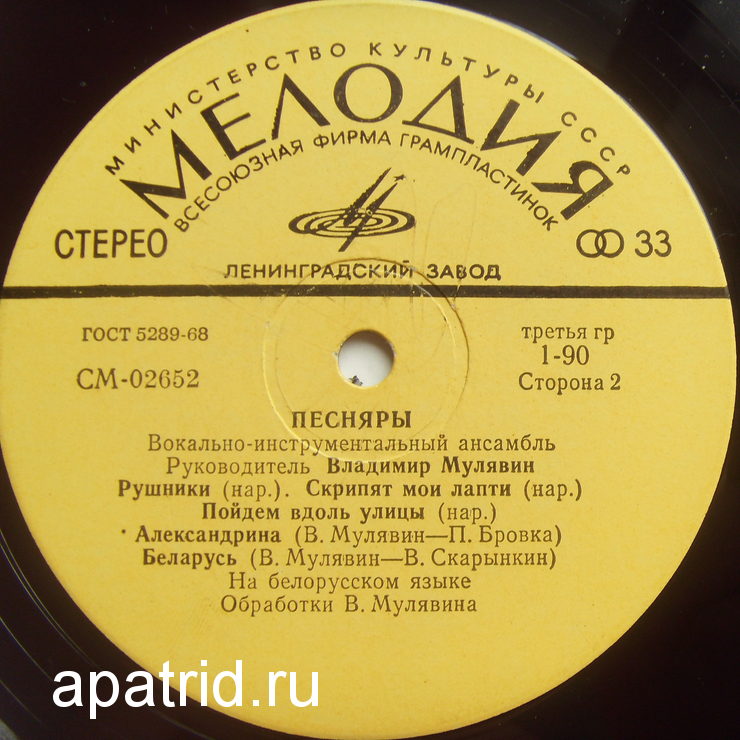 МИНИСТЕРСТВО КУЛЬТУРЫ СССР
МЕЛОДИЯ
ВСЕСОЮЗНАЯ ФИРМА ГРАМПЛАСТИНОК
СТЕРЕО
33
ЛЕНИНГРАДСКИЙ ЗАВОД
ГОСТ 5289-68
третья гр
1-90
СМ-02652
Сторона 2
ПЕСНЯРЫ
Вокально-инструментальный ансамбль
Руководитель Владимир Мулявин
Рушники (нар.). Скрипят мои лапти (нар.)
Пойдем вдоль улицы (нар.)
Александрина (В. Мулявин—П. Бровка)
Беларусь (В. Мулявин—В. Скарынкин)
На белорусском языке
Обработки В. Мулявина
apatrid.ru